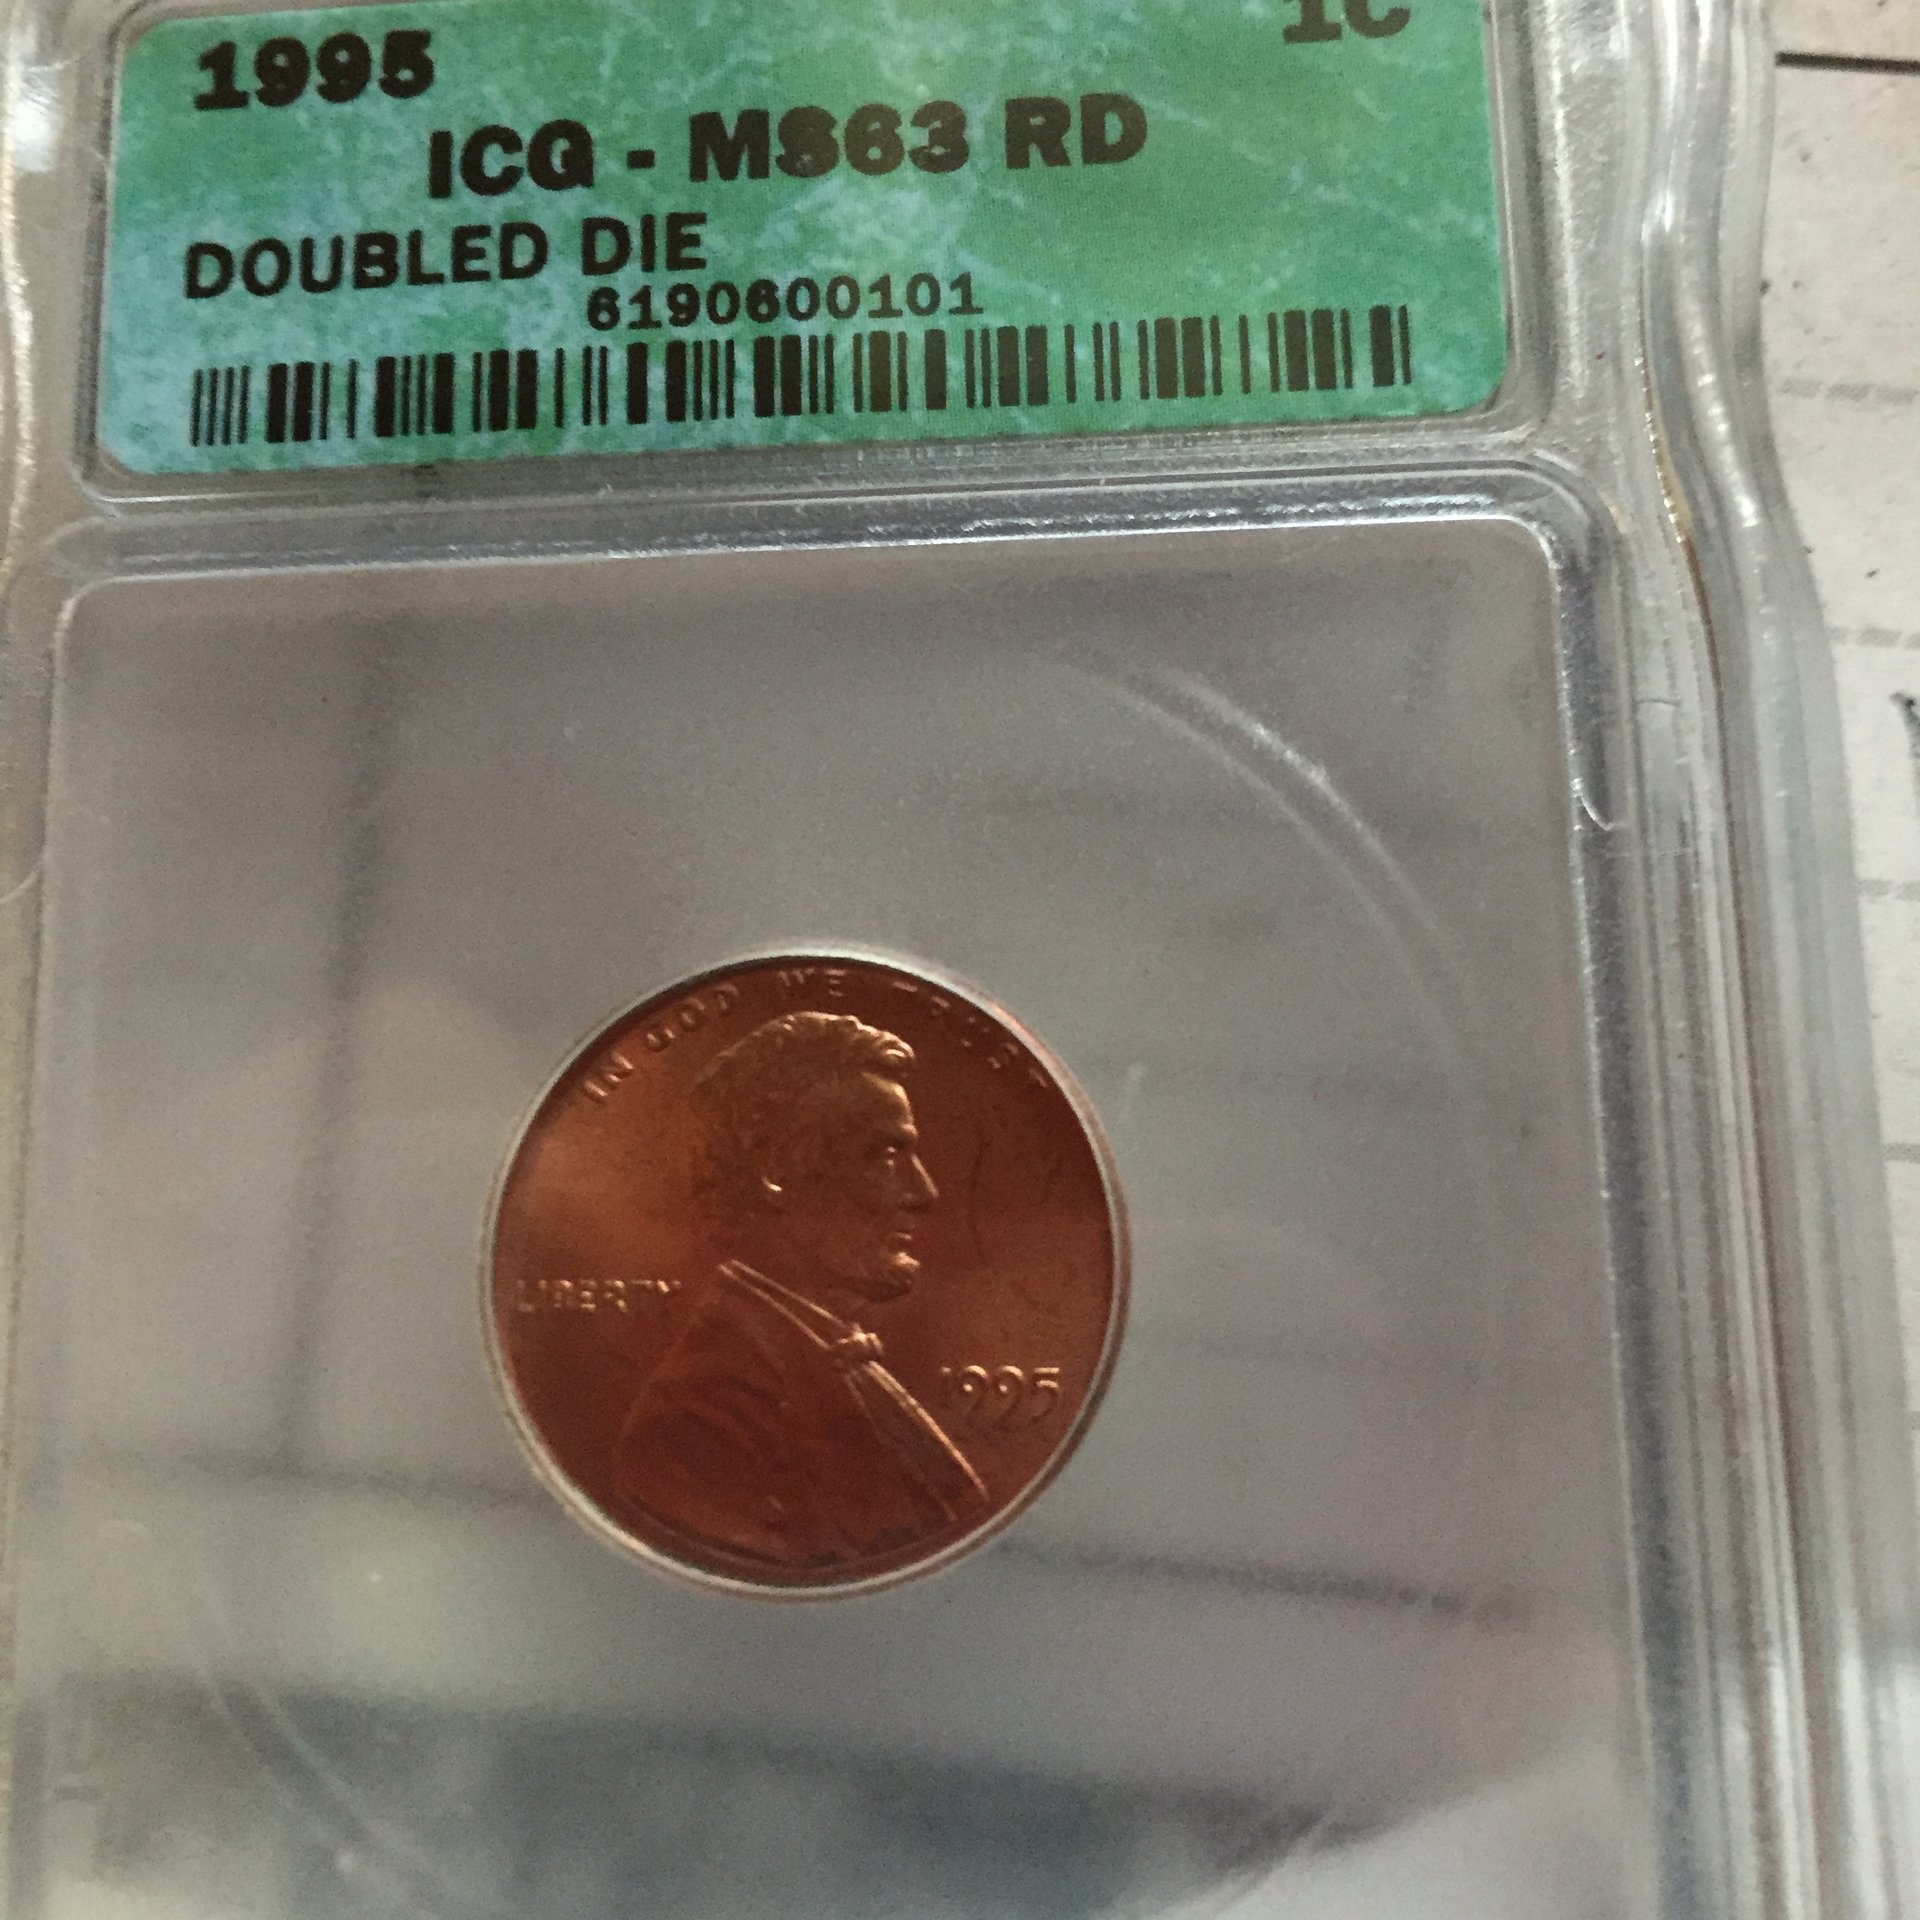 1995 1C
ICG - MS63 RD
DOUBLED DIE
6190600101
IN GOD WE TRUST
LIBERTY
1995